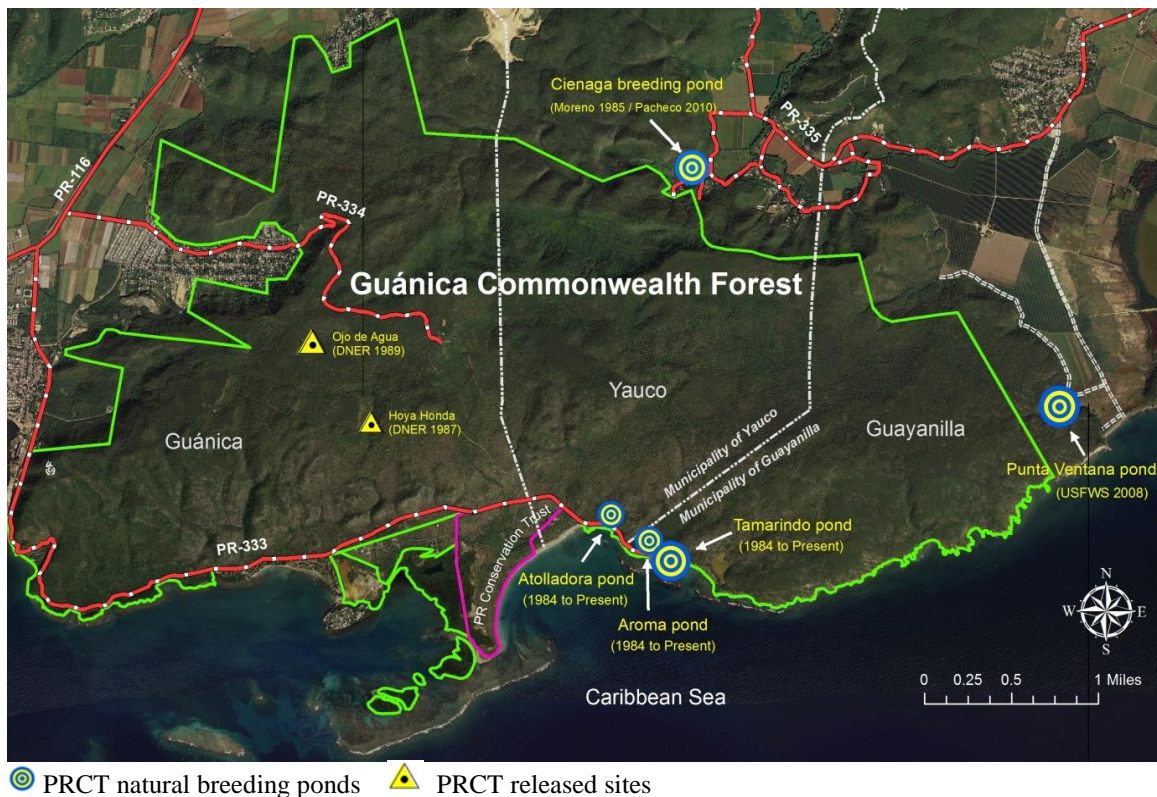 Cienaga breeding pond
(Moreno 1985 / Pacheco 2010)
PR-335
PR-116
PR-334
Guánica Commonwealth Forest
Ojo de Agua
(DNER 1989)
Yauco
Hoya Honda
(DNER 1987)
Guánica
Guayanilla
Municipality of Yauco
Municipality of Guayanilla
Punta Ventana pond
(USFWS 2008)
PR-333
PR Conservation Trust
Tamarindo pond
(1984 to Present)
Atolladora pond
(1984 to Present)
Aroma pond
(1984 to Present)
N
W
E
S
Caribbean Sea
0 0.25 0.5 1 Miles
PRCT natural breeding ponds PRCT released sites